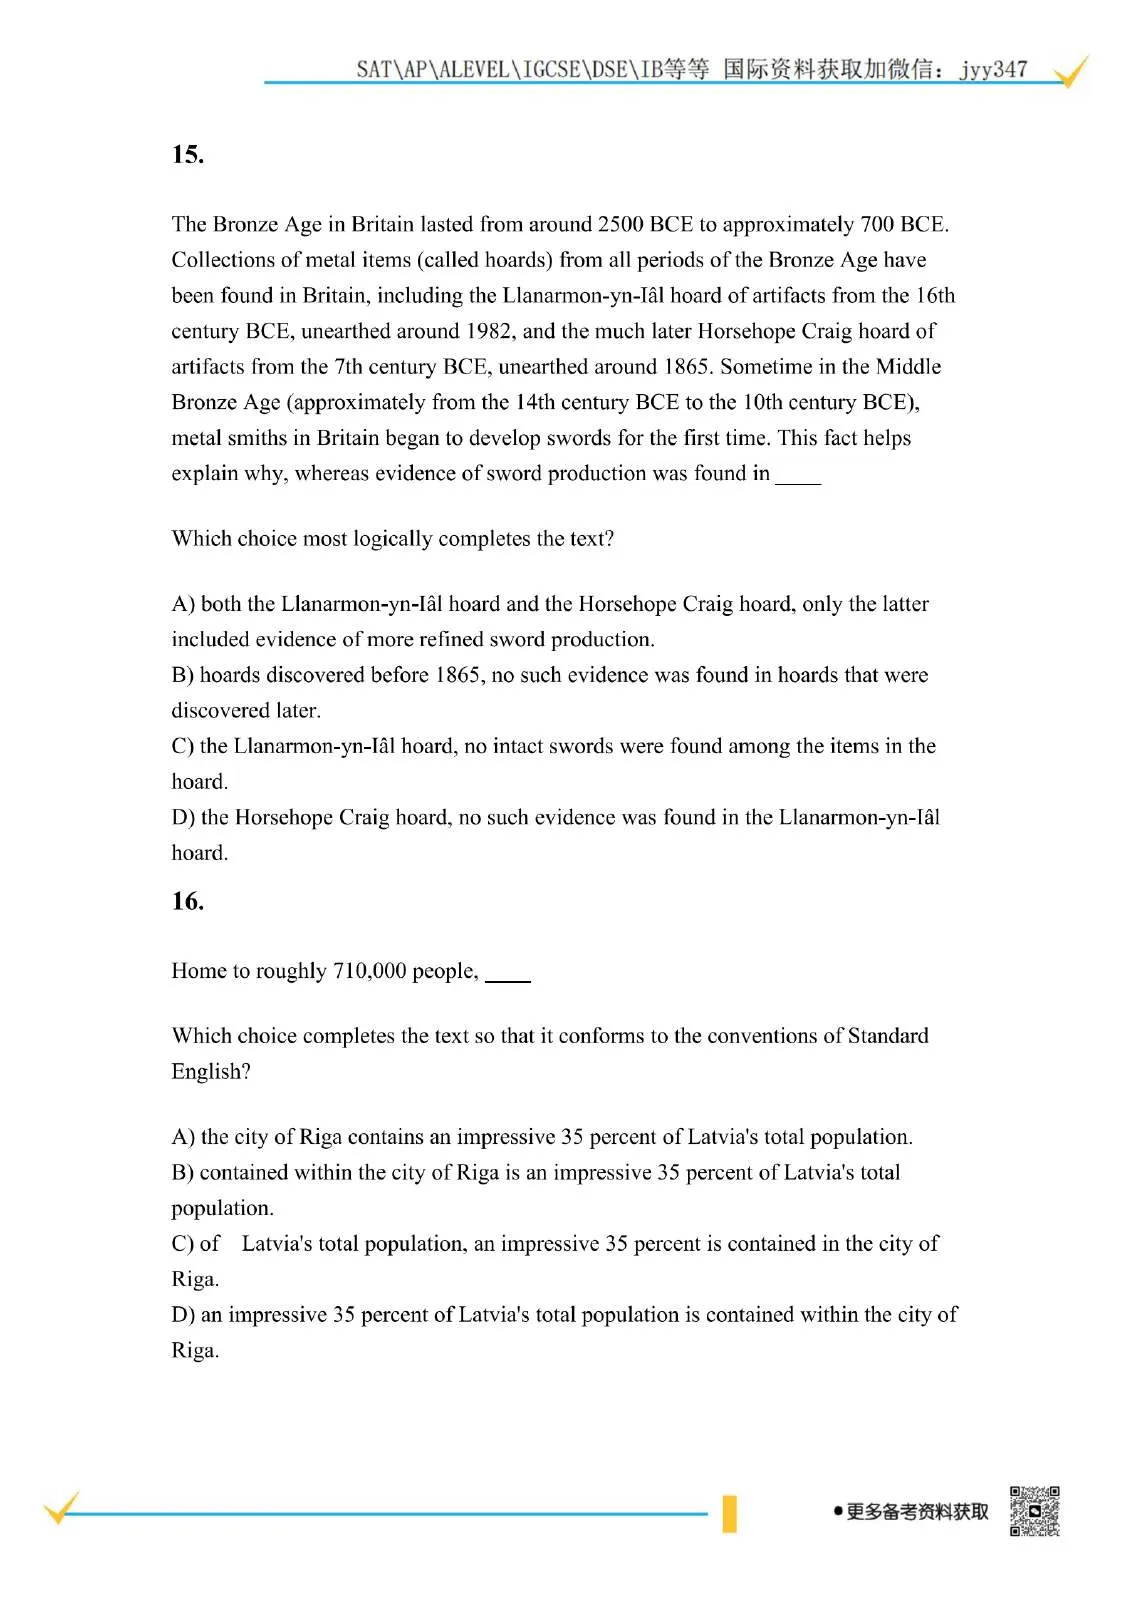 SAT\AP\ALEVEL\IGCSE\DSE\IB等等 国际资料获取加微信：jyy347
15.
The Bronze Age in Britain lasted from around 2500 BCE to approximately 700 BCE.
Collections of metal items (called hoards) from all periods of the Bronze Age have
been found in Britain, including the Llanarmon-yn-Iâl hoard of artifacts from the 16th
century BCE, unearthed around 1982, and the much later Horsehope Craig hoard of
artifacts from the 7th century BCE, unearthed around 1865. Sometime in the Middle
Bronze Age (approximately from the 14th century BCE to the 10th century BCE),
metal smiths in Britain began to develop swords for the first time. This fact helps
explain why, whereas evidence of sword production was found in ____
Which choice most logically completes the text?
A) both the Llanarmon-yn-Iâl hoard and the Horsehope Craig hoard, only the latter
included evidence of more refined sword production.
B) hoards discovered before 1865, no such evidence was found in hoards that were
discovered later.
C) the Llanarmon-yn-Iâl hoard, no intact swords were found among the items in the
hoard.
D) the Horsehope Craig hoard, no such evidence was found in the Llanarmon-yn-Iâl
hoard.
16.
Home to roughly 710,000 people, ____
Which choice completes the text so that it conforms to the conventions of Standard
English?
A) the city of Riga contains an impressive 35 percent of Latvia's total population.
B) contained within the city of Riga is an impressive 35 percent of Latvia's total
population.
C) of Latvia's total population, an impressive 35 percent is contained in the city of
Riga.
D) an impressive 35 percent of Latvia's total population is contained within the city of
Riga.
•更多备考资料获取